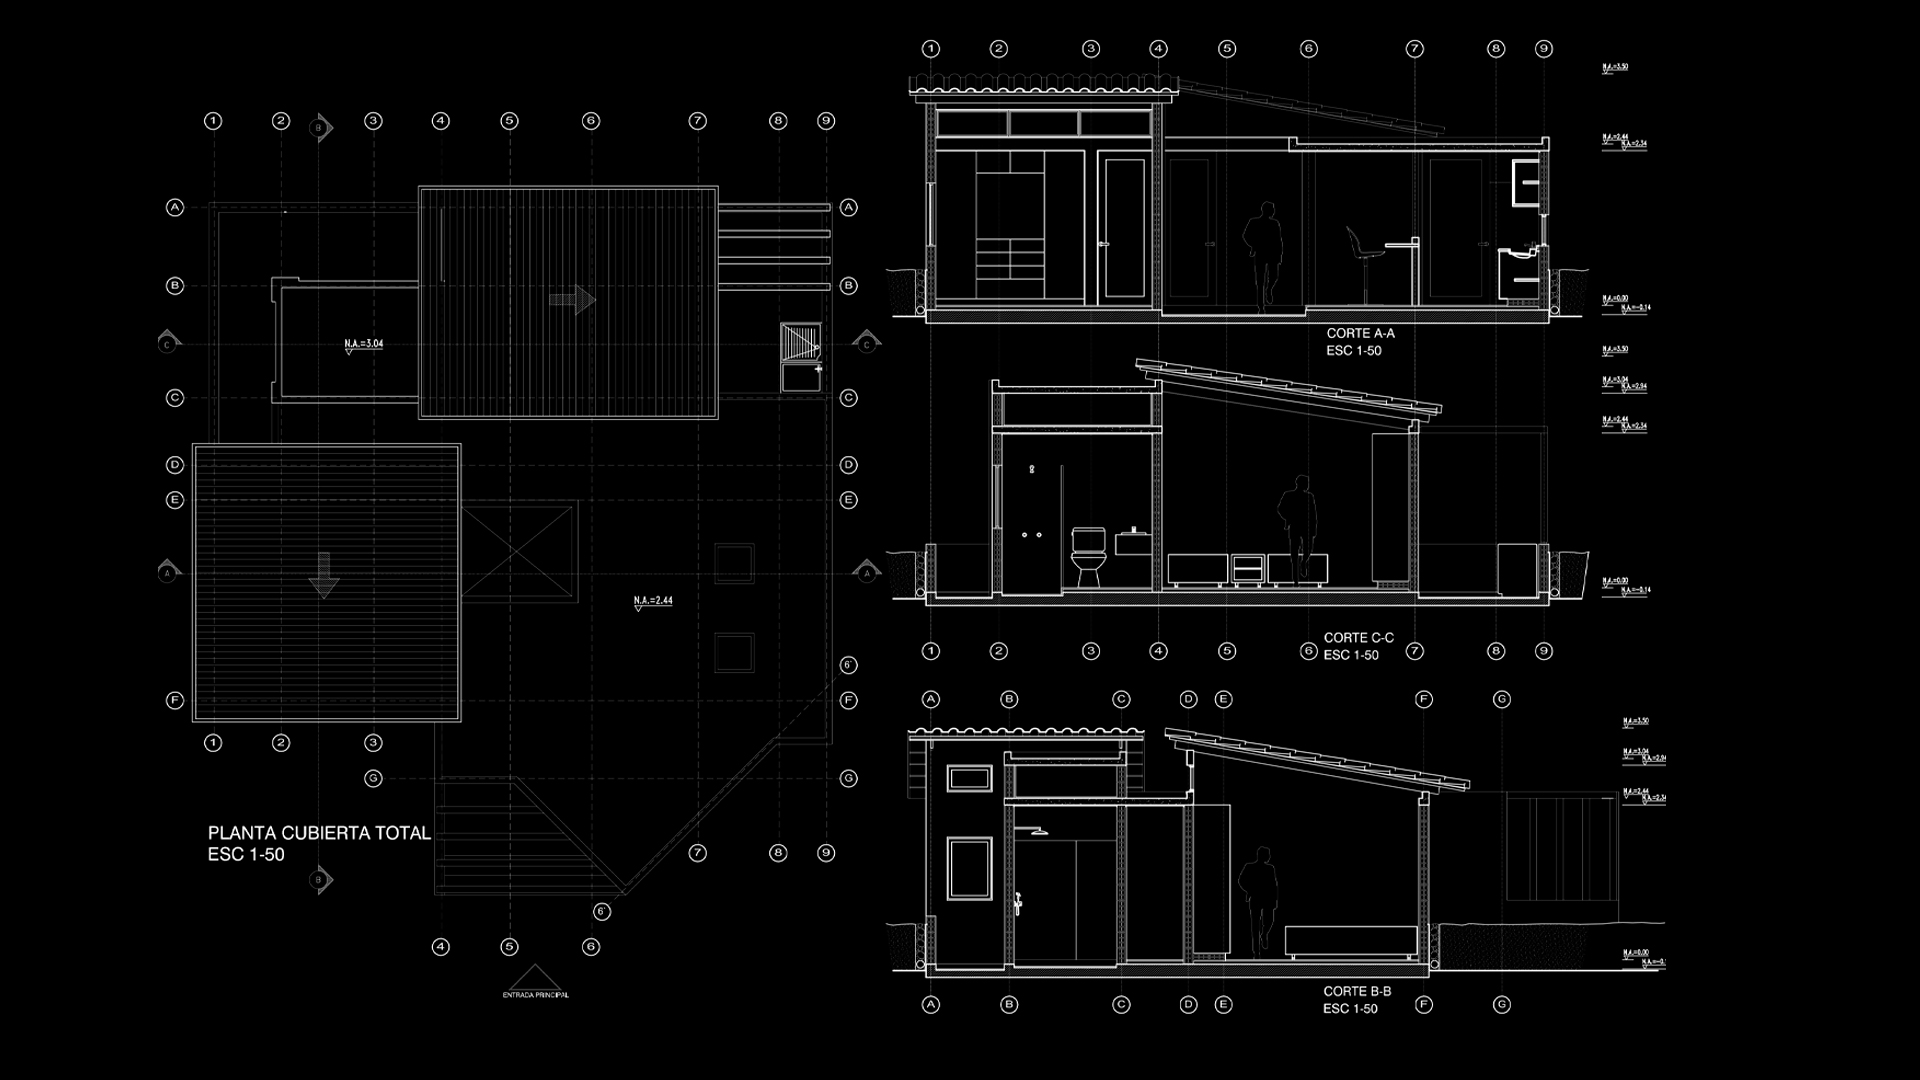 1 2 B 3 4 5 6 7 8 9
A A
B B
C C
N.A.=3.04
C C
D D
E E
A A
N.A.=2.44
6'
F F
1 2 3
G G
PLANTA CUBIERTA TOTAL
ESC 1-50
7 8 9
B
6'
4 5 6
ENTRADA PRINCIPAL
1 2 3 4 5 6 7 8 9
N.A.=3.50
N.A.=2.44
N.A.=2.34
N.A.=0.00
N.A.=-0.14
CORTE A-A
ESC 1-50
N.A.=3.50
N.A.=3.04
N.A.=2.94
N.A.=2.44
N.A.=2.34
N.A.=0.00
N.A.=-0.14
CORTE C-C
ESC 1-50
1 2 3 4 5 6 7 8 9
A B C D E F G
N.A.=3.50
N.A.=3.04
N.A.=2.94
N.A.=2.44
N.A.=2.34
N.A.=0.00
N.A.=-0.
CORTE B-B
ESC 1-50
A B C D E F G